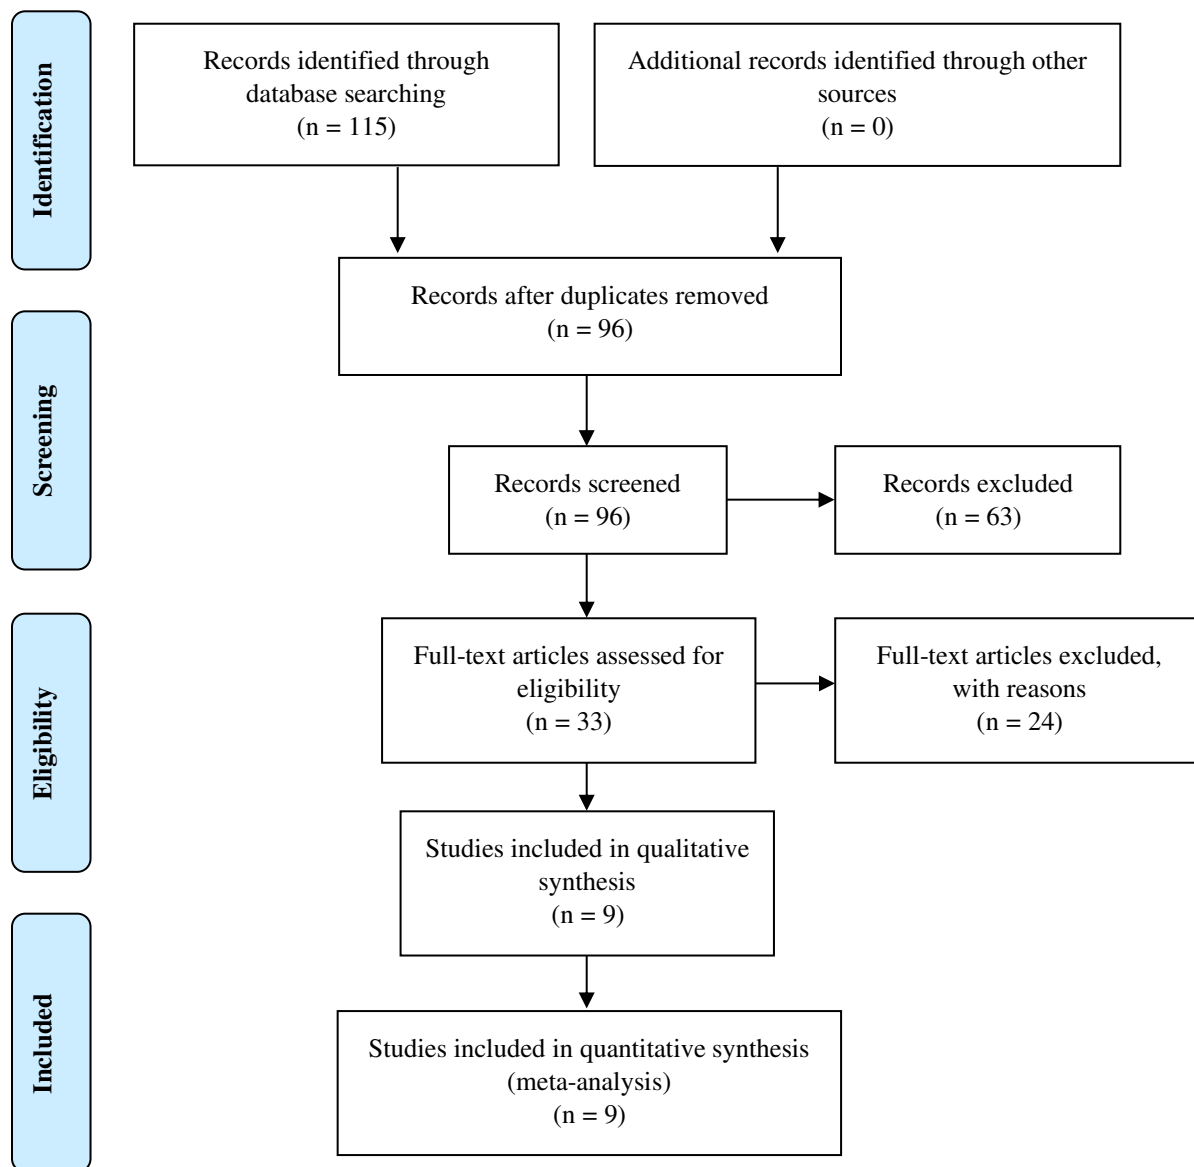 Identification
Records identified through
database searching
(n = 115)
Additional records identified through other
sources
(n = 0)
Records after duplicates removed
(n = 96)
Screening
Records screened
(n = 96)
Records excluded
(n = 63)
Eligibility
Full-text articles assessed for
eligibility
(n = 33)
Full-text articles excluded,
with reasons
(n = 24)
Studies included in qualitative
synthesis
(n = 9)
Included
Studies included in quantitative synthesis
(meta-analysis)
(n = 9)